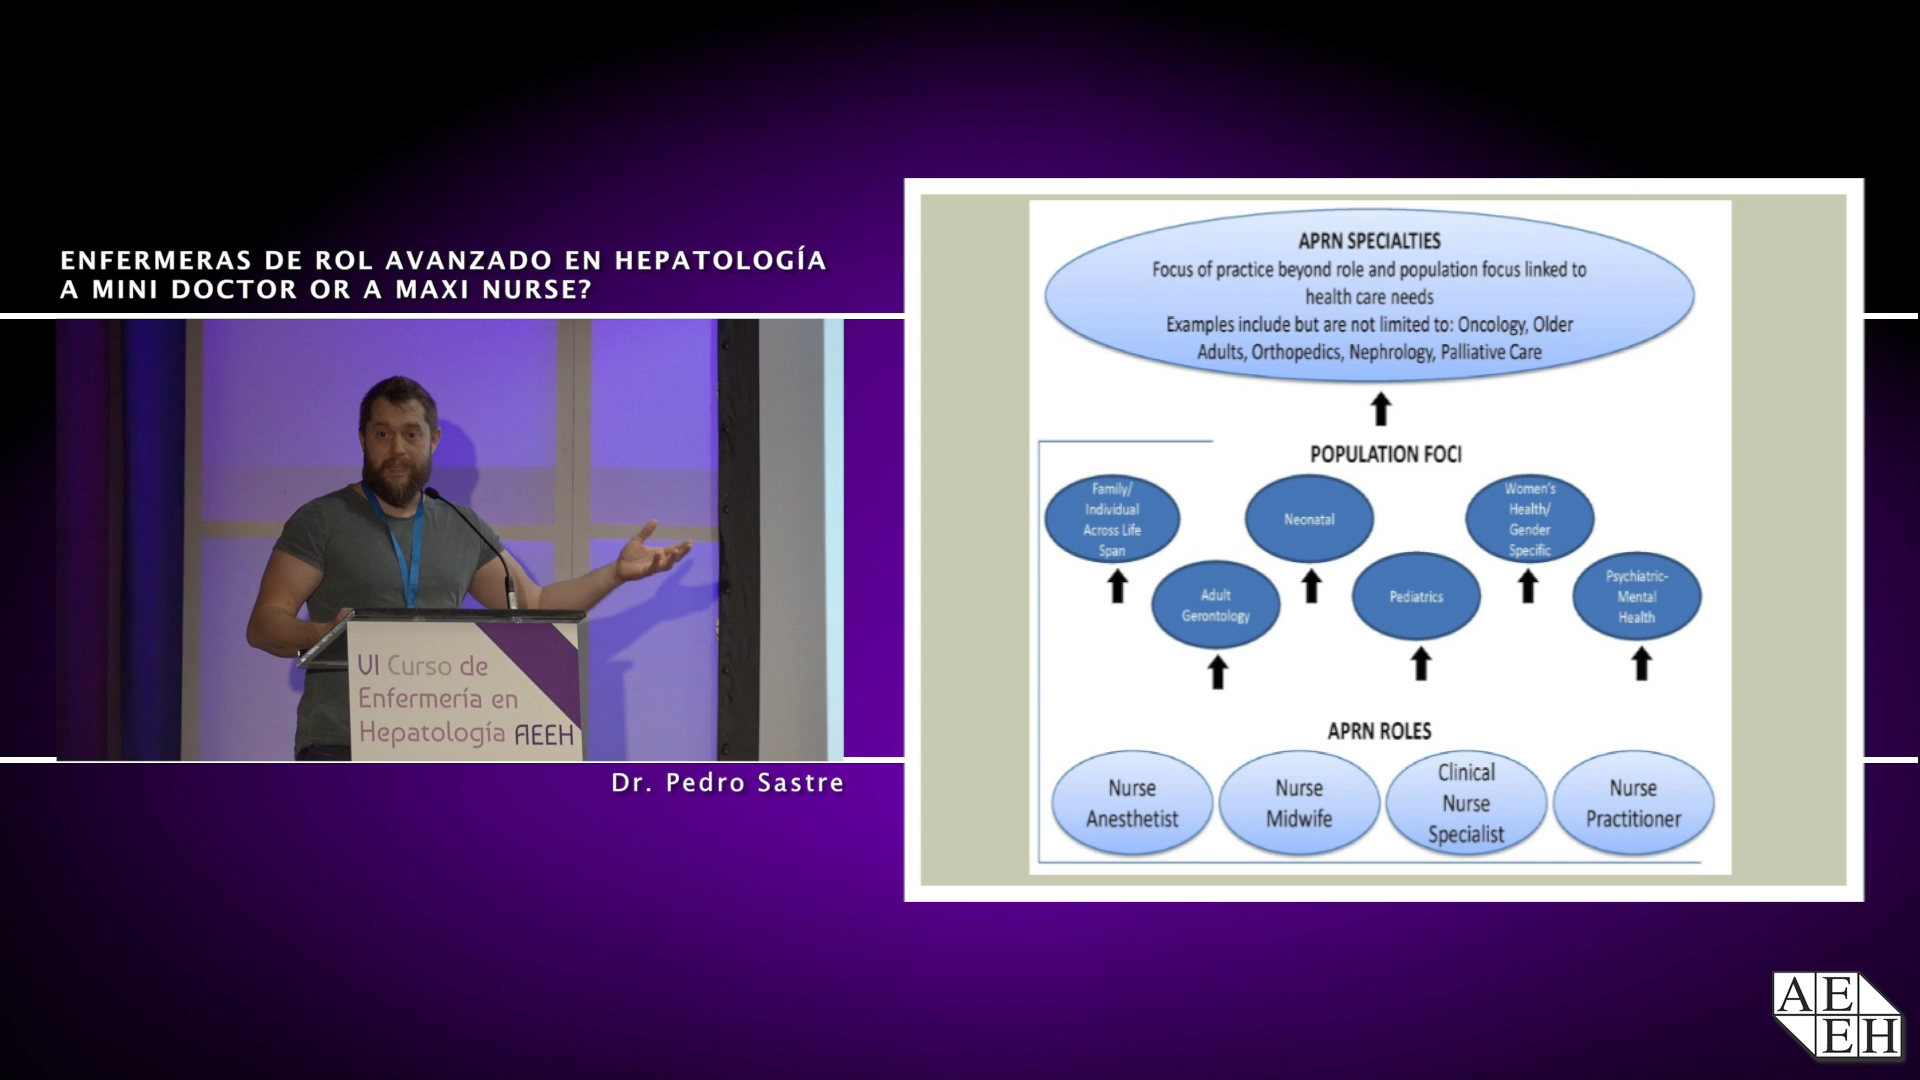 ENFERMERAS DE ROL AVANZADO EN HEPATOLOGÍA
A MINI DOCTOR OR A MAXI NURSE?
VI Curso de
Enfermería en
Hepatología AEEH
Dr. Pedro Sastre
APRN SPECIALTIES
Focus of practice beyond role and population focus linked to
health care needs
Examples include but are not limited to: Oncology, Older
Adults, Orthopedics, Nephrology, Palliative Care
POPULATION FOCI
Family/
Individual
Across Life
Span
Neonatal
Women's
Health/
Gender
Specific
Adult
Gerontology
Pediatrics
Psychiatric-
Mental
Health
APRN ROLES
Nurse
Anesthetist
Nurse
Midwife
Clinical
Nurse
Specialist
Nurse
Practitioner
AE
EH